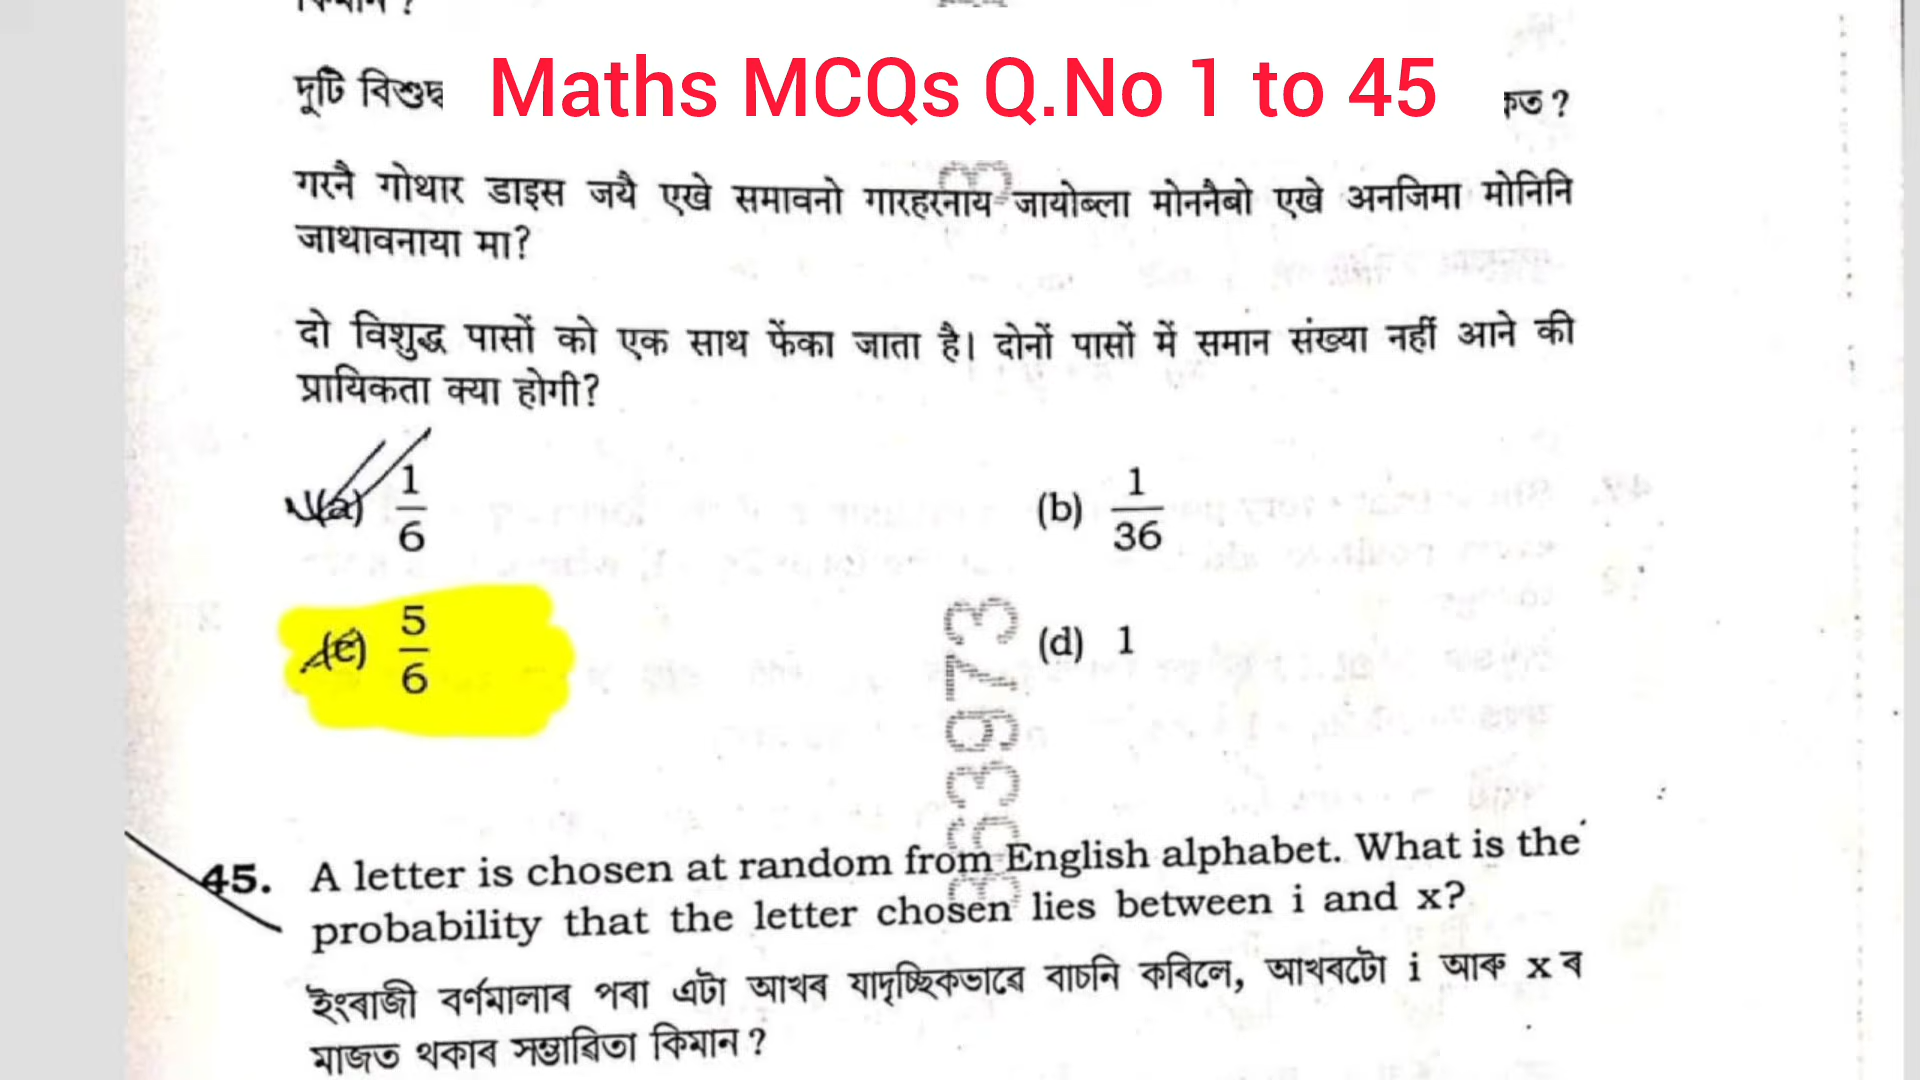 Maths MCQs Q.No 1 to 45
দুটি বিশুদ্ধ
কত ?
गरनै गोथार डाइस जयै एखे समावनो गारहरनाय जायोब्ला मोननैबो एखे अनजिमा मोनिनि
जाथावनाया मा?
दो विशुद्ध पासों को एक साथ फेंका जाता है। दोनों पासों में समान संख्या नहीं आने की
प्रायिकता क्या होगी?
(a) 1/6 (b) 1/36
(c) 5/6 (d) 1
3639973
45. A letter is chosen at random from English alphabet. What is the
probability that the letter chosen lies between i and x?
ইংৰাজী বৰ্ণমালাৰ পৰা এটা আখৰ যাদৃচ্ছিকভাৱে বাচনি কৰিলে, আখৰটো i আৰু x ৰ
মাজত থকাৰ সম্ভাৱিতা কিমান ?